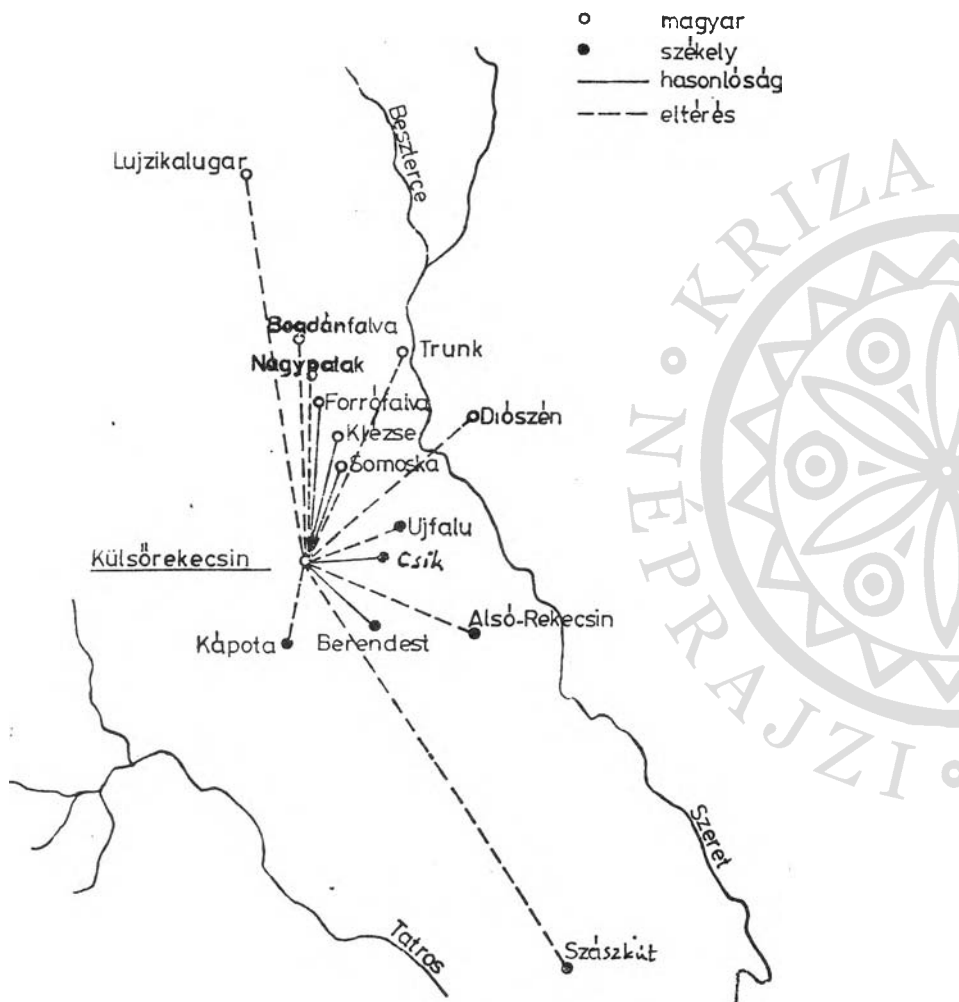 magyar
székely
hasonlóság
eltérés
Beszterce
Lujzikalugar
KRIZA
Bogdánfalva
Trunk
Nagypatak
Forrófalva
Diószén
Klézse
Somoska
Ujfalu
Csik
Külsőrekecsin
NÉPRAJZI
Alsó-Rekecsin
Kápota
Berendest
Szeret
Tatros
Szászkút